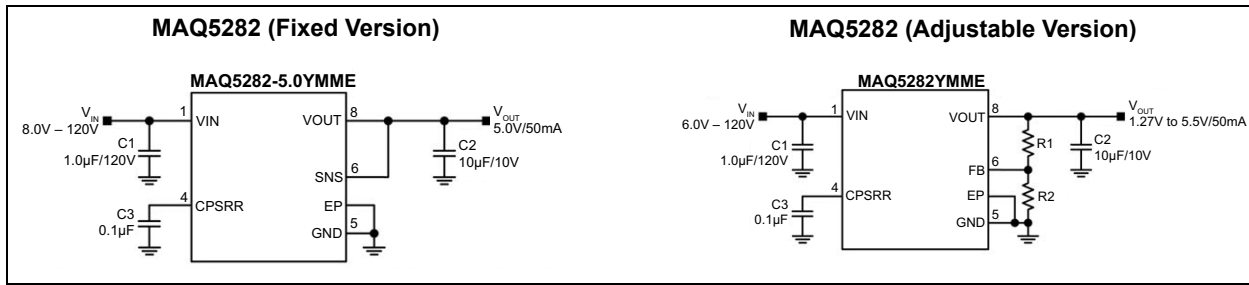 MAQ5282 (Fixed Version)
MAQ5282-5.0YMME
VIN
8.0V – 120V
1
VIN
C1
1.0µF/120V
4
CPSRR
C3
0.1µF
VOUT
8
VOUT
5.0V/50mA
C2
10µF/10V
SNS
6
EP
GND
5
MAQ5282 (Adjustable Version)
MAQ5282YMME
VIN
6.0V – 120V
1
VIN
C1
1.0µF/120V
4
CPSRR
C3
0.1µF
VOUT
8
VOUT
1.27V to 5.5V/50mA
R1
C2
10µF/10V
FB
6
R2
EP
GND
5